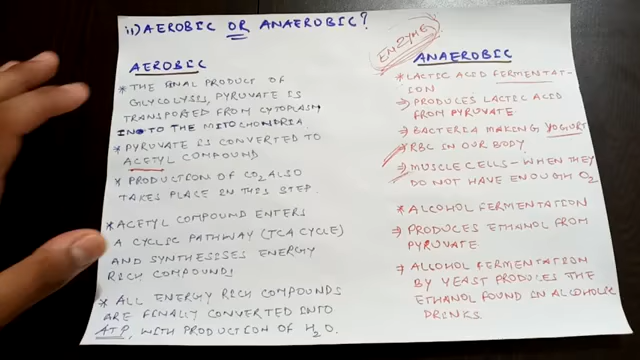 ii) AEROBIC OR ANAEROBIC?
AEROBIC
* THE FINAL PRODUCT OF
GLYCOLYSIS, PYRUVATE IS
TRANSPORTED FROM CYTOPLASM
INTO THE MITOCHONDRIA
* PYRUVATE IS CONVERTED TO
ACETYL COMPOUND
* PRODUCTION OF CO2 ALSO
TAKES PLACE IN THIS STEP.
* ACETYL COMPOUND ENTERS
A CYCLIC PATHWAY (TCA CYCLE)
AND SYNTHESISES ENERGY
RICH COMPOUNDS
* ALL ENERGY RICH COMPOUNDS
ARE FINALLY CONVERTED INTO
ATP, WITH PRODUCTION OF H2O.
ENZYME
ANAEROBIC
* LACTIC ACID FERMENTAT-
ION
⇒ PRODUCES LACTIC ACID
FROM PYRUVATE
⇒ BACTERIA MAKING YOGURT
⇒ RBC IN OUR BODY
⇒ MUSCLE CELLS - WHEN THEY
DO NOT HAVE ENOUGH O2
* ALCOHOL FERMENTATION
⇒ PRODUCES ETHANOL FROM
PYRUVATE
⇒ ALCOHOL FERMENTATION
BY YEAST PRODUCES THE
ETHANOL FOUND IN ALCOHOLIC
DRINKS